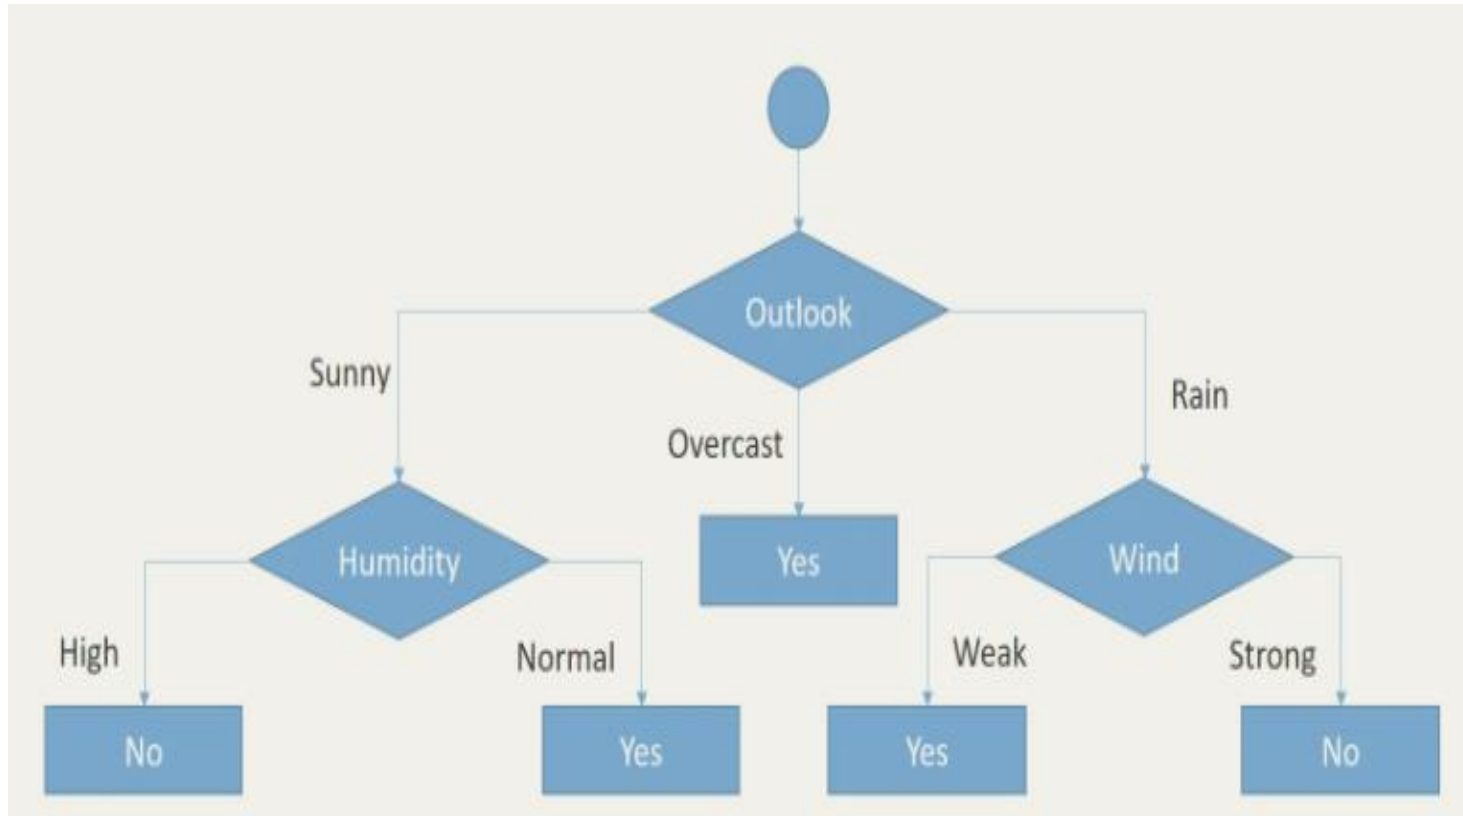 Outlook
Sunny
Rain
Overcast
Humidity
Yes
Wind
High
Normal
Weak
Strong
No
Yes
Yes
No